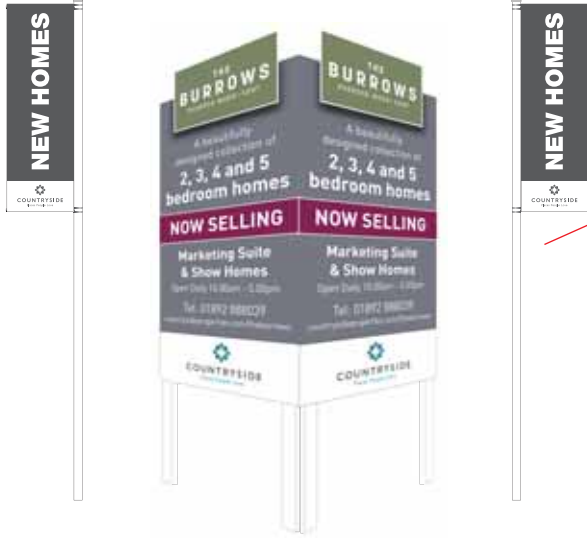 NEW HOMES
COUNTRYSIDE
THE
BURROWS
A beautifully
designed collection of
2, 3, 4 and 5
bedroom homes
NOW SELLING
Marketing Suite
& Show Homes
Open Daily 10.00am - 5.00pm
Tel: 01892 888029
COUNTRYSIDE
THE
BURROWS
A beautifully
designed collection of
2, 3, 4 and 5
bedroom homes
NOW SELLING
Marketing Suite
& Show Homes
Open Daily 10.00am - 5.00pm
Tel: 01892 888029
COUNTRYSIDE
NEW HOMES
COUNTRYSIDE